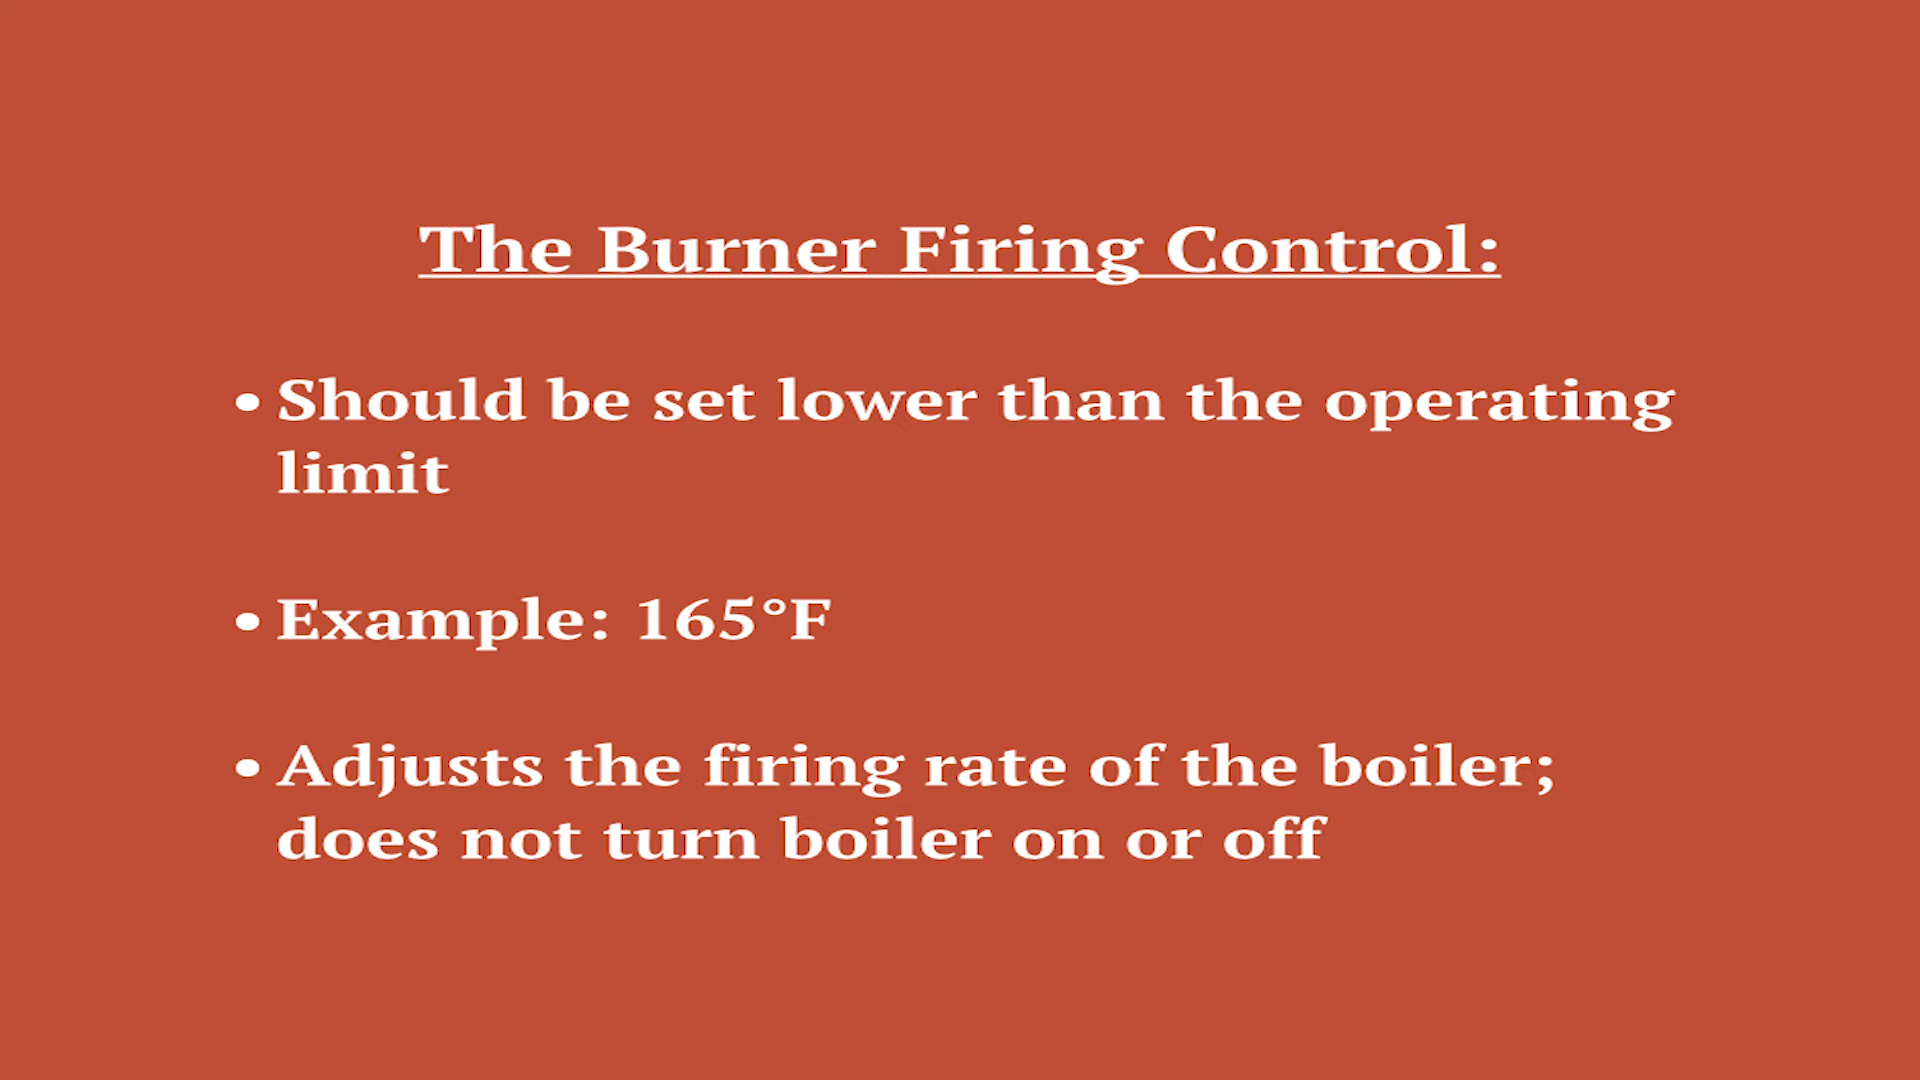 The Burner Firing Control:
• Should be set lower than the operating
limit
• Example: 165°F
• Adjusts the firing rate of the boiler;
does not turn boiler on or off